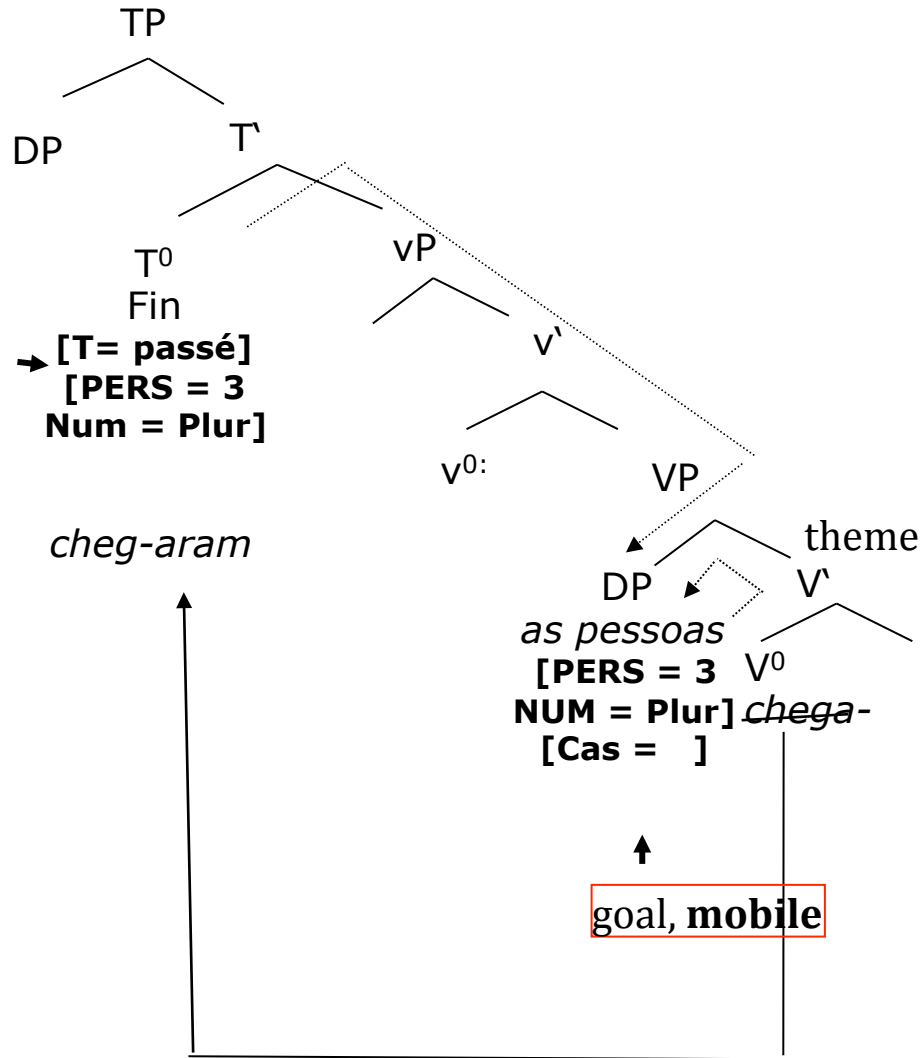 TP
DP
T‘
T⁰
Fin
[T= passé]
[PERS = 3
Num = Plur]
cheg-aram
vP
v‘
v⁰:
VP
theme
DP
as pessoas
[PERS = 3
NUM = Plur]
[Cas =   ]
V‘
V⁰
chega-
goal, mobile